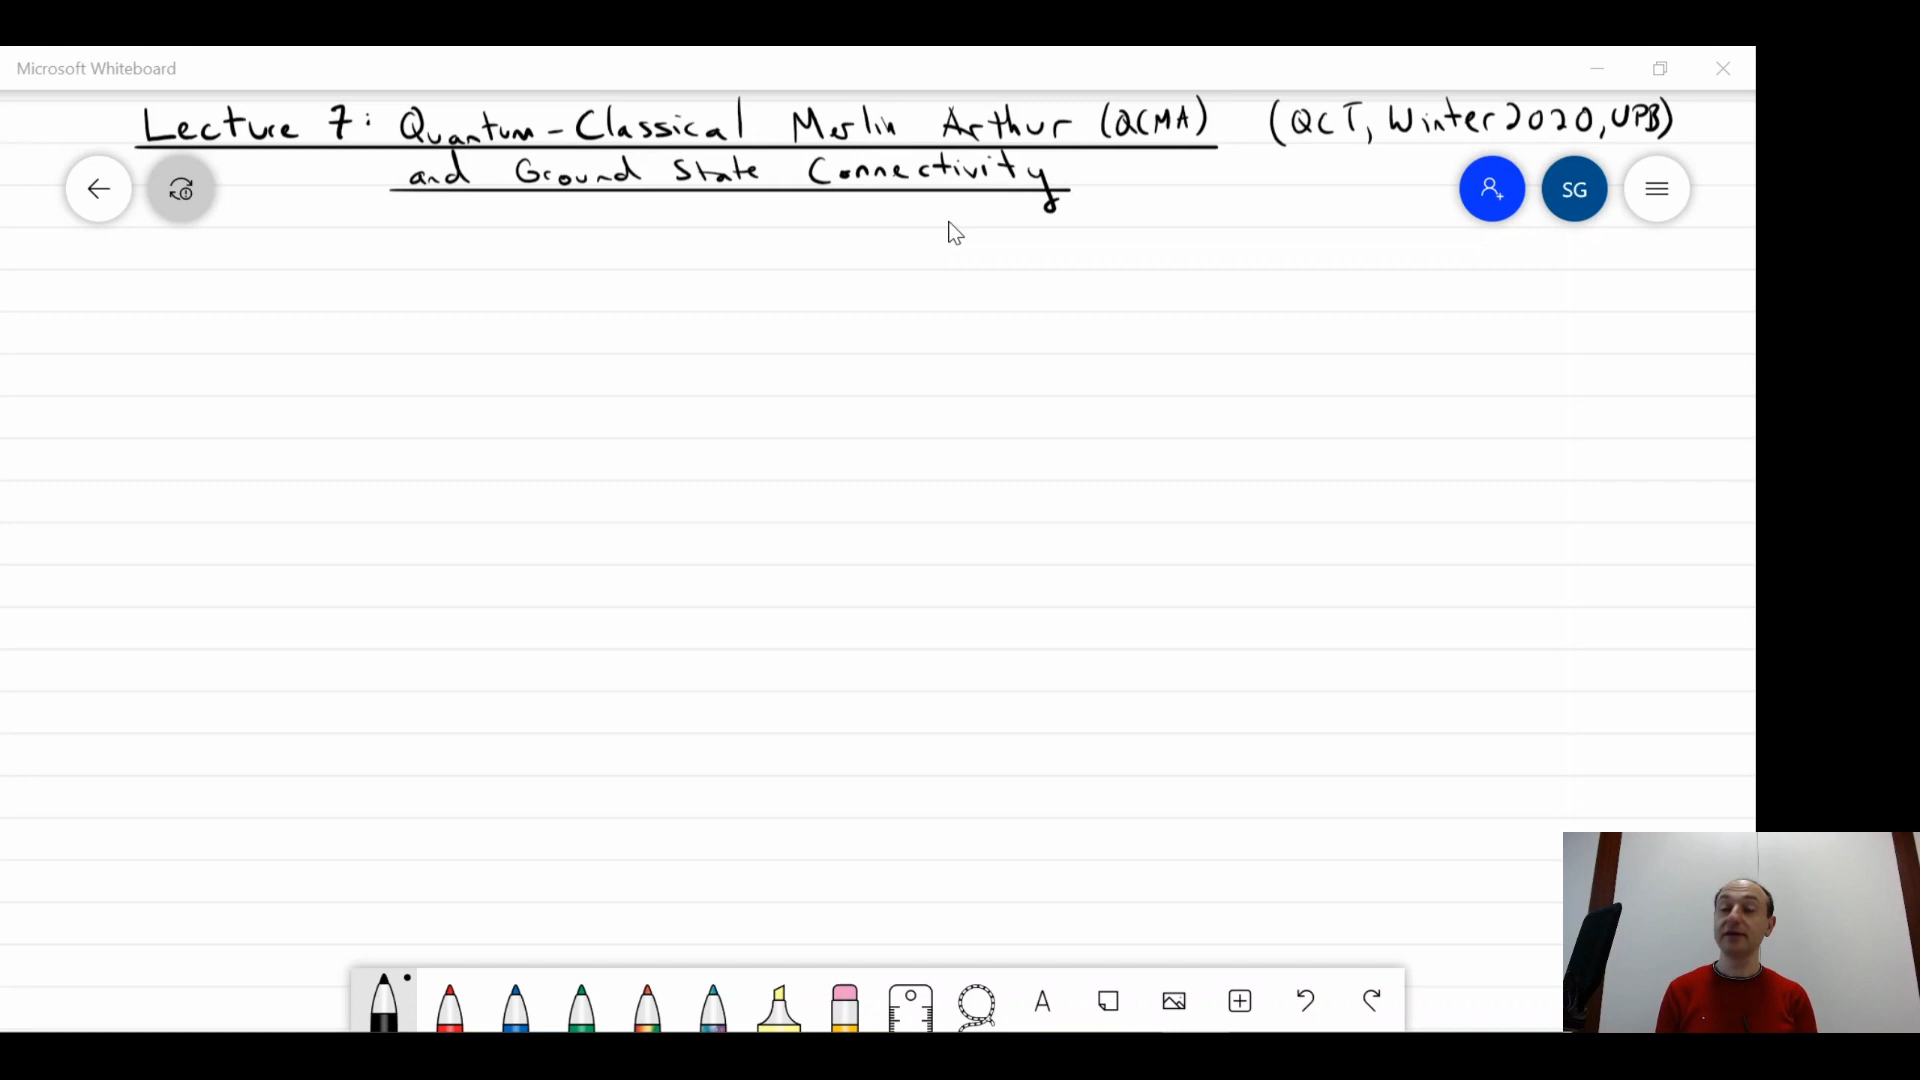 Microsoft Whiteboard
Lecture 7: Quantum-Classical Merlin Arthur (QCMA) (QCT, Winter 2020, UPB)
and Ground State Connectivity
SG
A